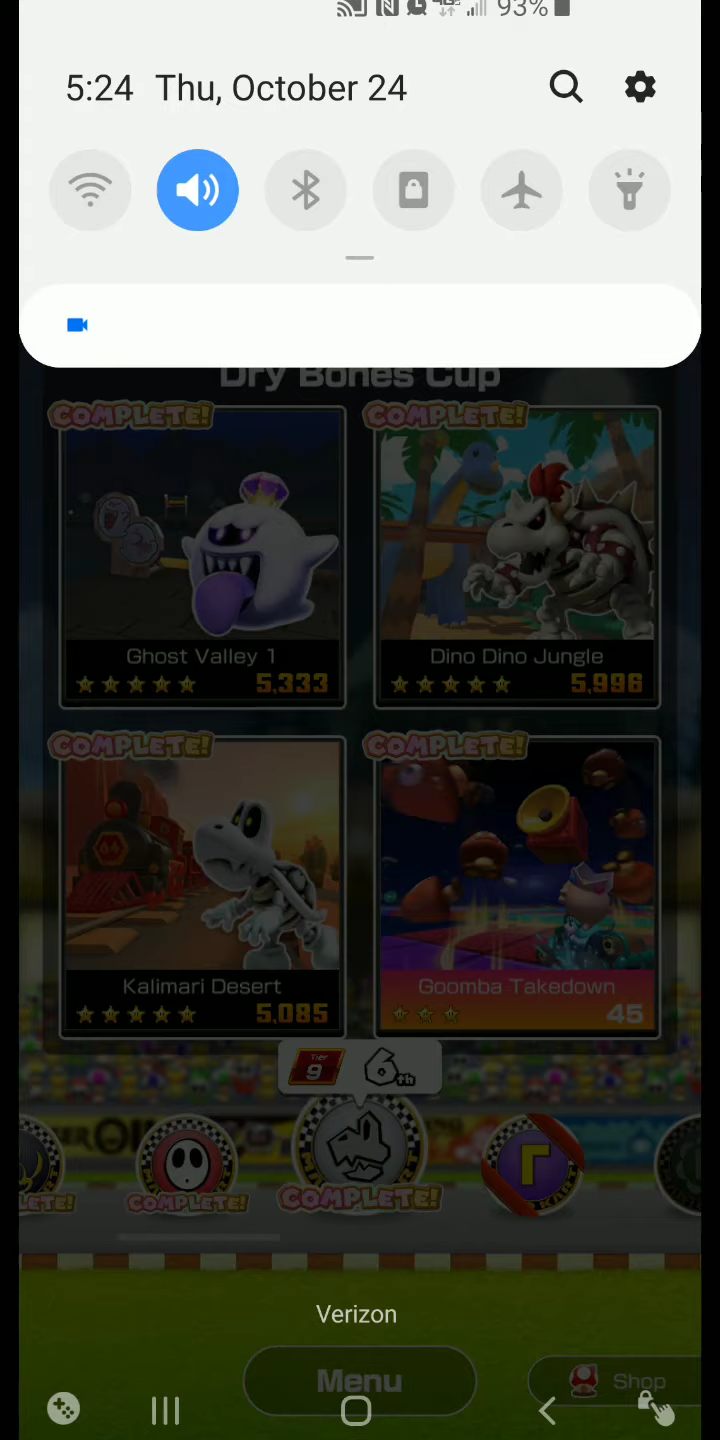 93%
5:24 Thu, October 24
Dry Bones Cup
COMPLETE! COMPLETE!
Ghost Valley 1 Dino Dino Jungle
5,333 5,996
COMPLETE! COMPLETE!
Kalimari Desert Goomba Takedown
5,085 45
Tier 9 6th
COMPLETE! COMPLETE!
Verizon
Menu Shop